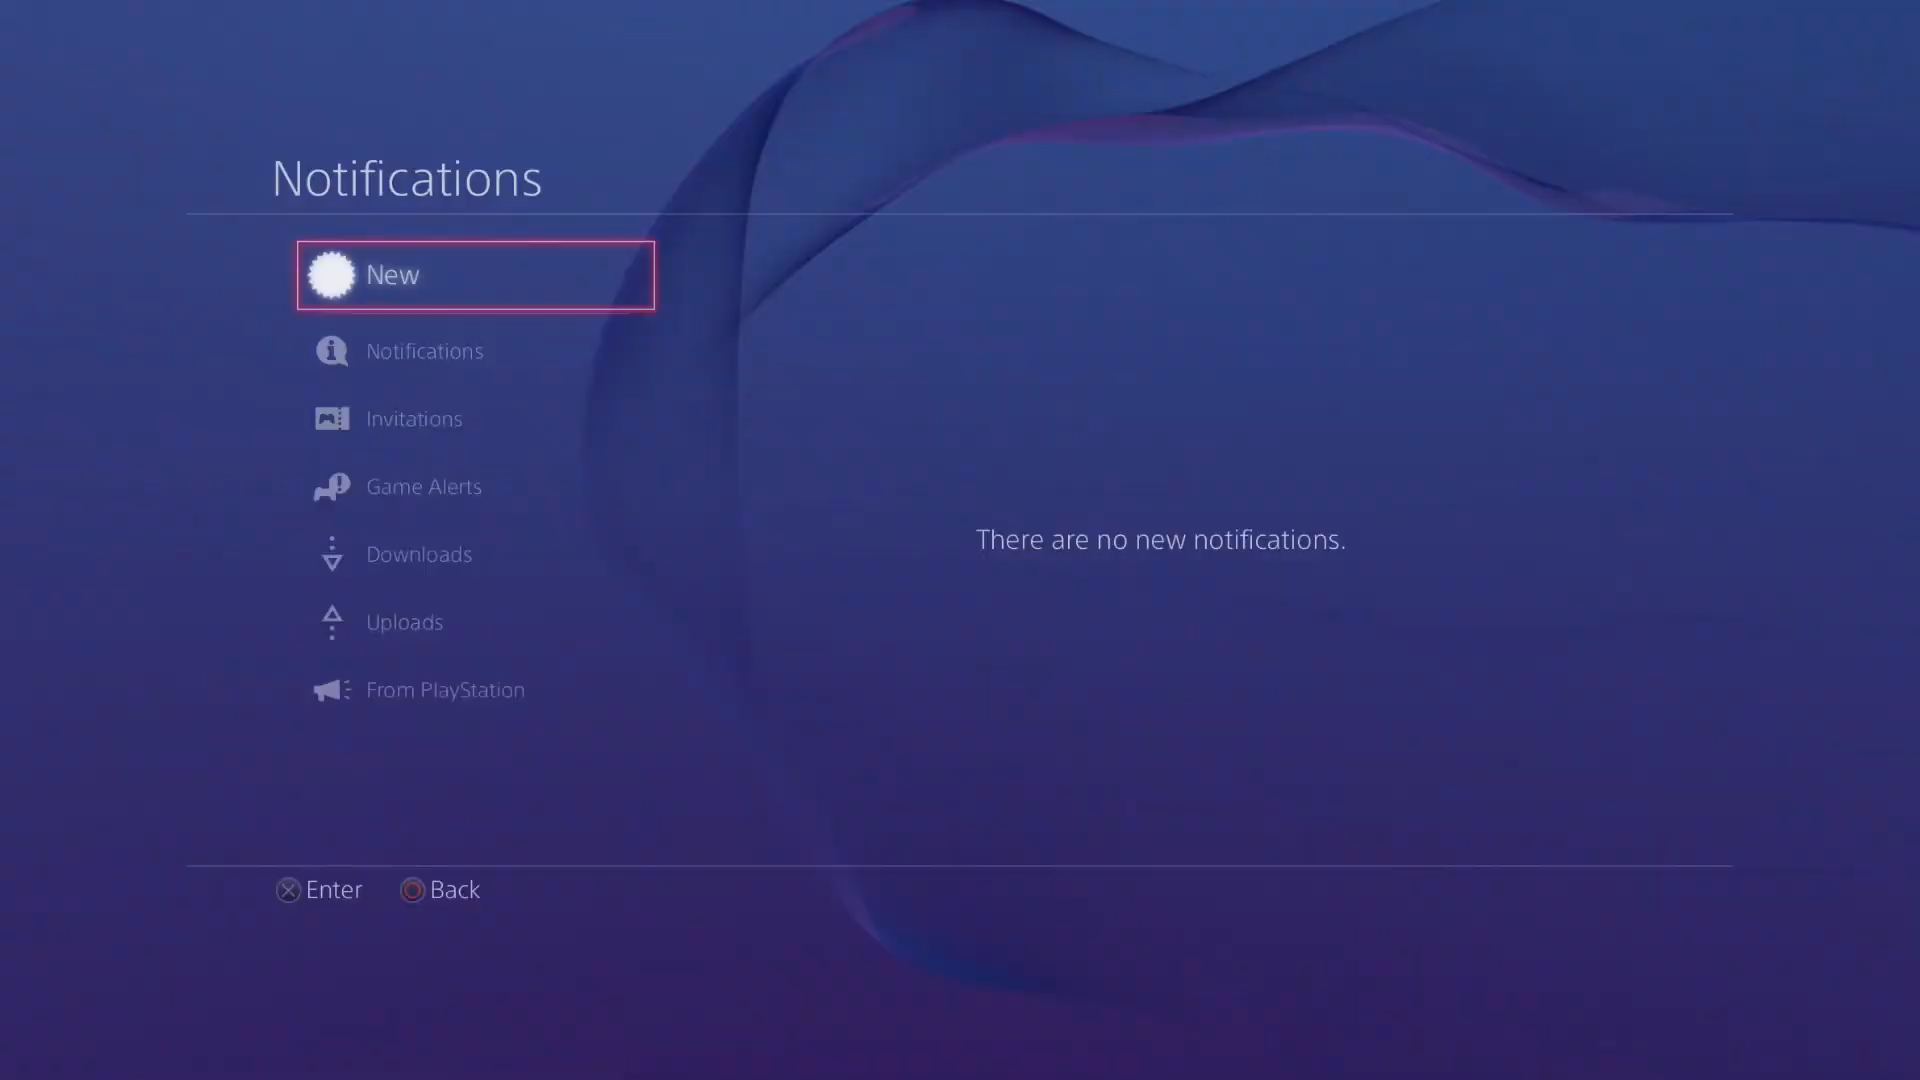 Notifications
New
Notifications
Invitations
Game Alerts
Downloads
Uploads
From PlayStation
There are no new notifications.
Enter
Back